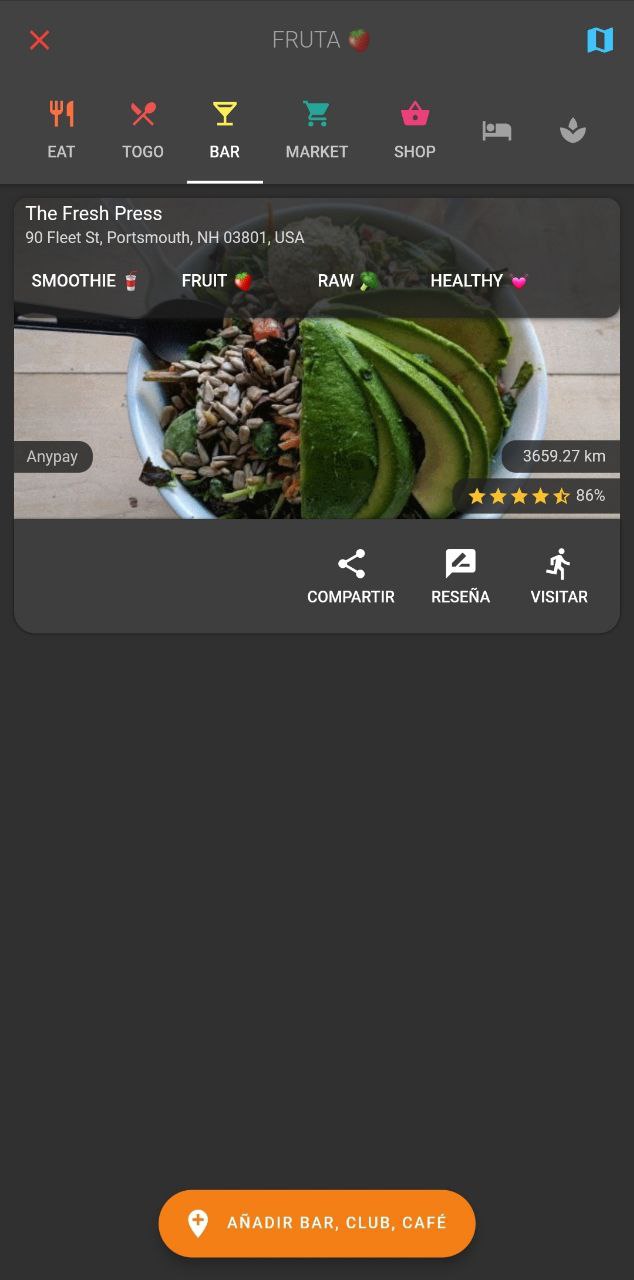 FRUTA 🍓
EAT
TOGO
BAR
MARKET
SHOP
The Fresh Press
90 Fleet St, Portsmouth, NH 03801, USA
SMOOTHIE 🥤 FRUIT 🍓 RAW 🥦 HEALTHY 💓
Anypay
3659.27 km
86%
COMPARTIR
RESEÑA
VISITAR
AÑADIR BAR, CLUB, CAFÉ